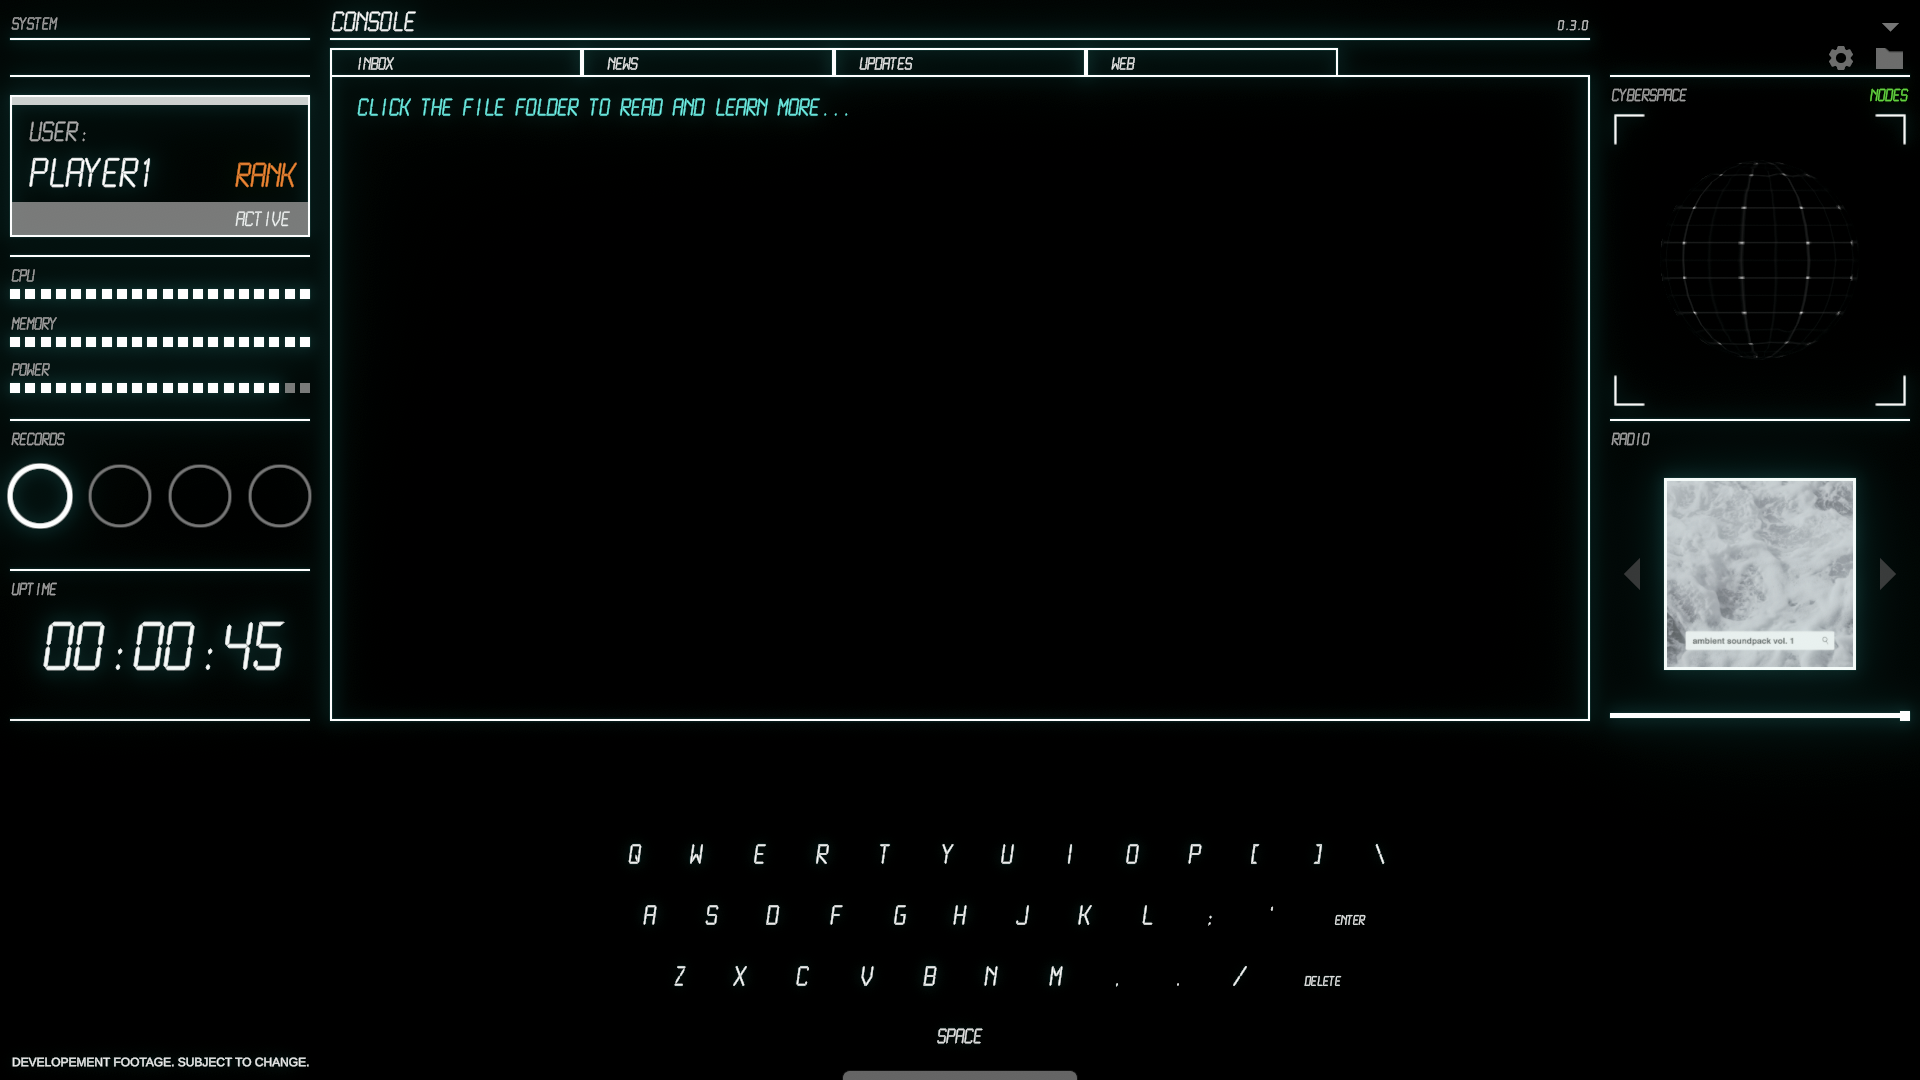 SYSTEM
CONSOLE
0.3.0
INBOX
NEWS
UPDATES
WEB
CLICK THE FILE FOLDER TO READ AND LEARN MORE...
USER:
PLAYER1
RANK
ACTIVE
CPU
MEMORY
POWER
RECORDS
UPTIME
00:00:45
CYBERSPACE
NODES
RADIO
ambient soundpack vol. 1
Q W E R T Y U I O P [ ] \
A S D F G H J K L ; ' ENTER
Z X C V B N M , . / DELETE
SPACE
DEVELOPEMENT FOOTAGE. SUBJECT TO CHANGE.